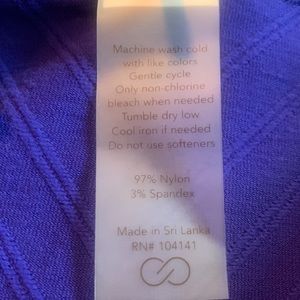 Machine wash cold
with like colors
Gentle cycle
Only non-chlorine
bleach when needed
Tumble dry low
Cool iron if needed
Do not use softeners
97% Nylon
3% Spandex
Made in Sri Lanka
RN# 104141